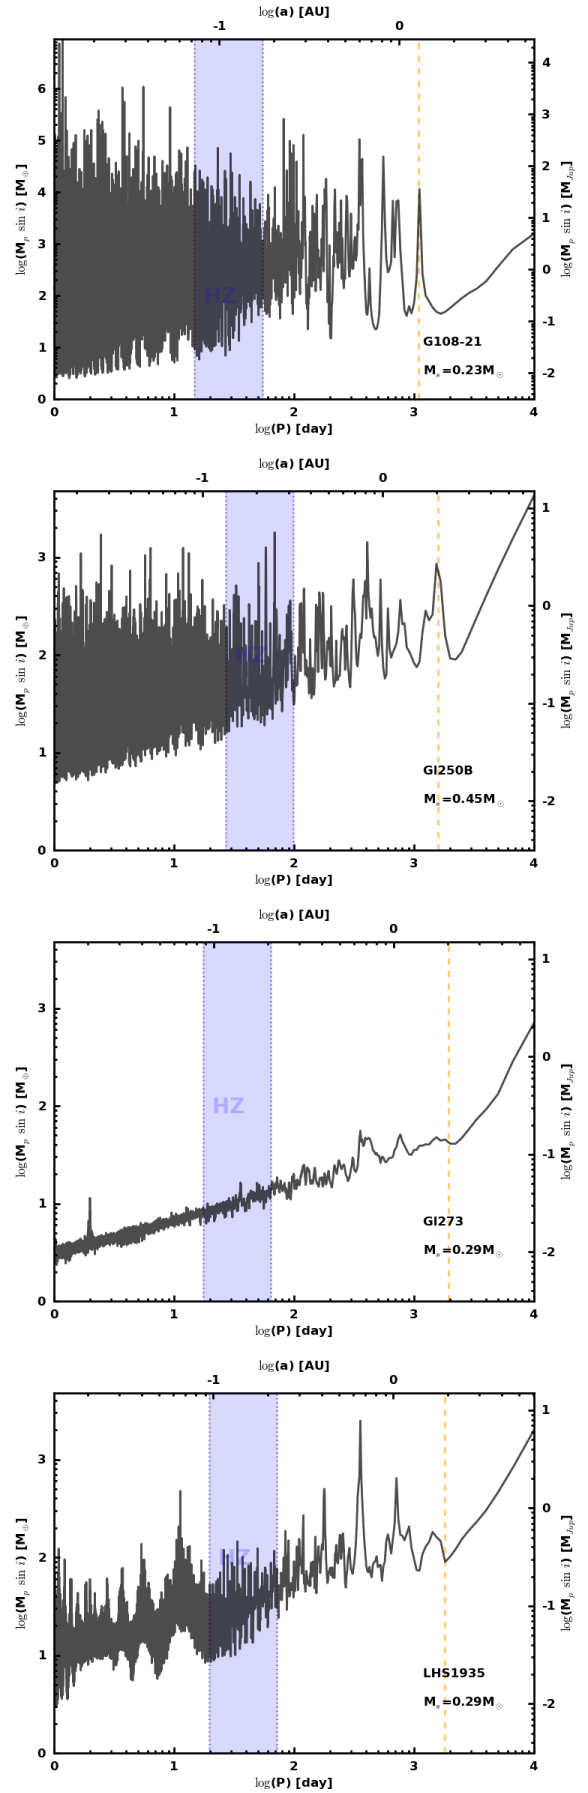 log(a) [AU]
-1 0
6 5 4 3 2 1 0
log(M_p sin i) [M_⊕]
4 3 2 1 0 -1 -2
log(M_p sin i) [M_Jup]
HZ
G108-21
M_s=0.23M_☉
0 1 2 3 4
log(P) [day]
log(a) [AU]
-1 0
3 2 1 0
log(M_p sin i) [M_⊕]
1 0 -1 -2
log(M_p sin i) [M_Jup]
HZ
Gl250B
M_s=0.45M_☉
0 1 2 3 4
log(P) [day]
log(a) [AU]
-1 0
3 2 1 0
log(M_p sin i) [M_⊕]
1 0 -1 -2
log(M_p sin i) [M_Jup]
HZ
Gl273
M_s=0.29M_☉
0 1 2 3 4
log(P) [day]
log(a) [AU]
-1 0
3 2 1 0
log(M_p sin i) [M_⊕]
1 0 -1 -2
log(M_p sin i) [M_Jup]
HZ
LHS1935
M_s=0.29M_☉
0 1 2 3 4
log(P) [day]